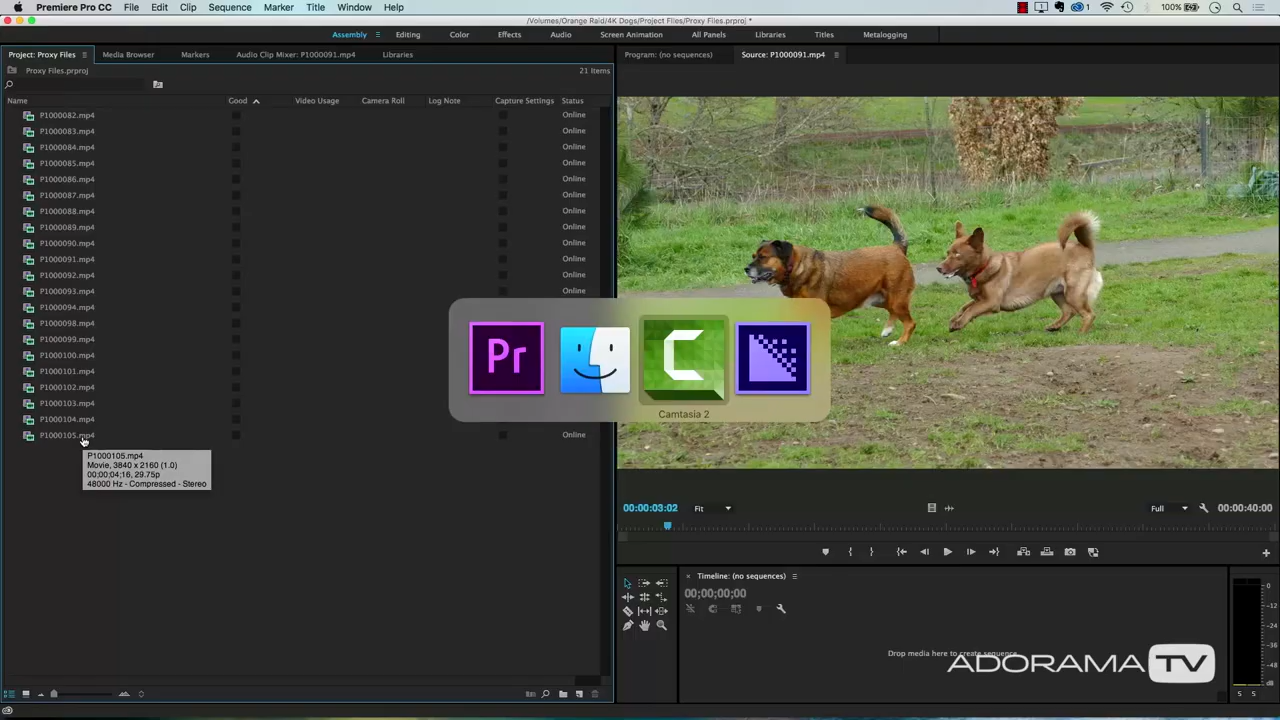 Premiere Pro CC File Edit Clip Sequence Marker Title Window Help 1 100%
/Volumes/Orange Raid/4K Dogs/Project Files/Proxy Files.prproj *
Assembly Editing Color Effects Audio Screen Animation All Panels Libraries Titles Metalogging
Project: Proxy Files Media Browser Markers Audio Clip Mixer: P1000091.mp4 Libraries
Program: (no sequences) Source: P1000091.mp4
Proxy Files.prproj 21 Items
Name Good Video Usage Camera Roll Log Note Capture Settings Status
P1000082.mp4 Online
P1000083.mp4 Online
P1000084.mp4 Online
P1000085.mp4 Online
P1000086.mp4 Online
P1000087.mp4 Online
P1000088.mp4 Online
P1000089.mp4 Online
P1000090.mp4 Online
P1000091.mp4 Online
P1000092.mp4 Online
P1000093.mp4 Online
P1000094.mp4
P1000098.mp4
P1000099.mp4
P1000100.mp4
P1000101.mp4
P1000102.mp4
P1000103.mp4
P1000104.mp4
P1000105.mp4 Online
P1000105.mp4
Movie, 3840 x 2160 (1.0)
00;00;04;16, 29.75p
48000 Hz - Compressed - Stereo
Pr
C
Camtasia 2
00:00:03:02 Fit Full 00:00:40:00
Timeline: (no sequences)
00;00;00;00
Drop media here to create sequence.
ADORAMA TV
0
-12
-24
-36
-48
S S